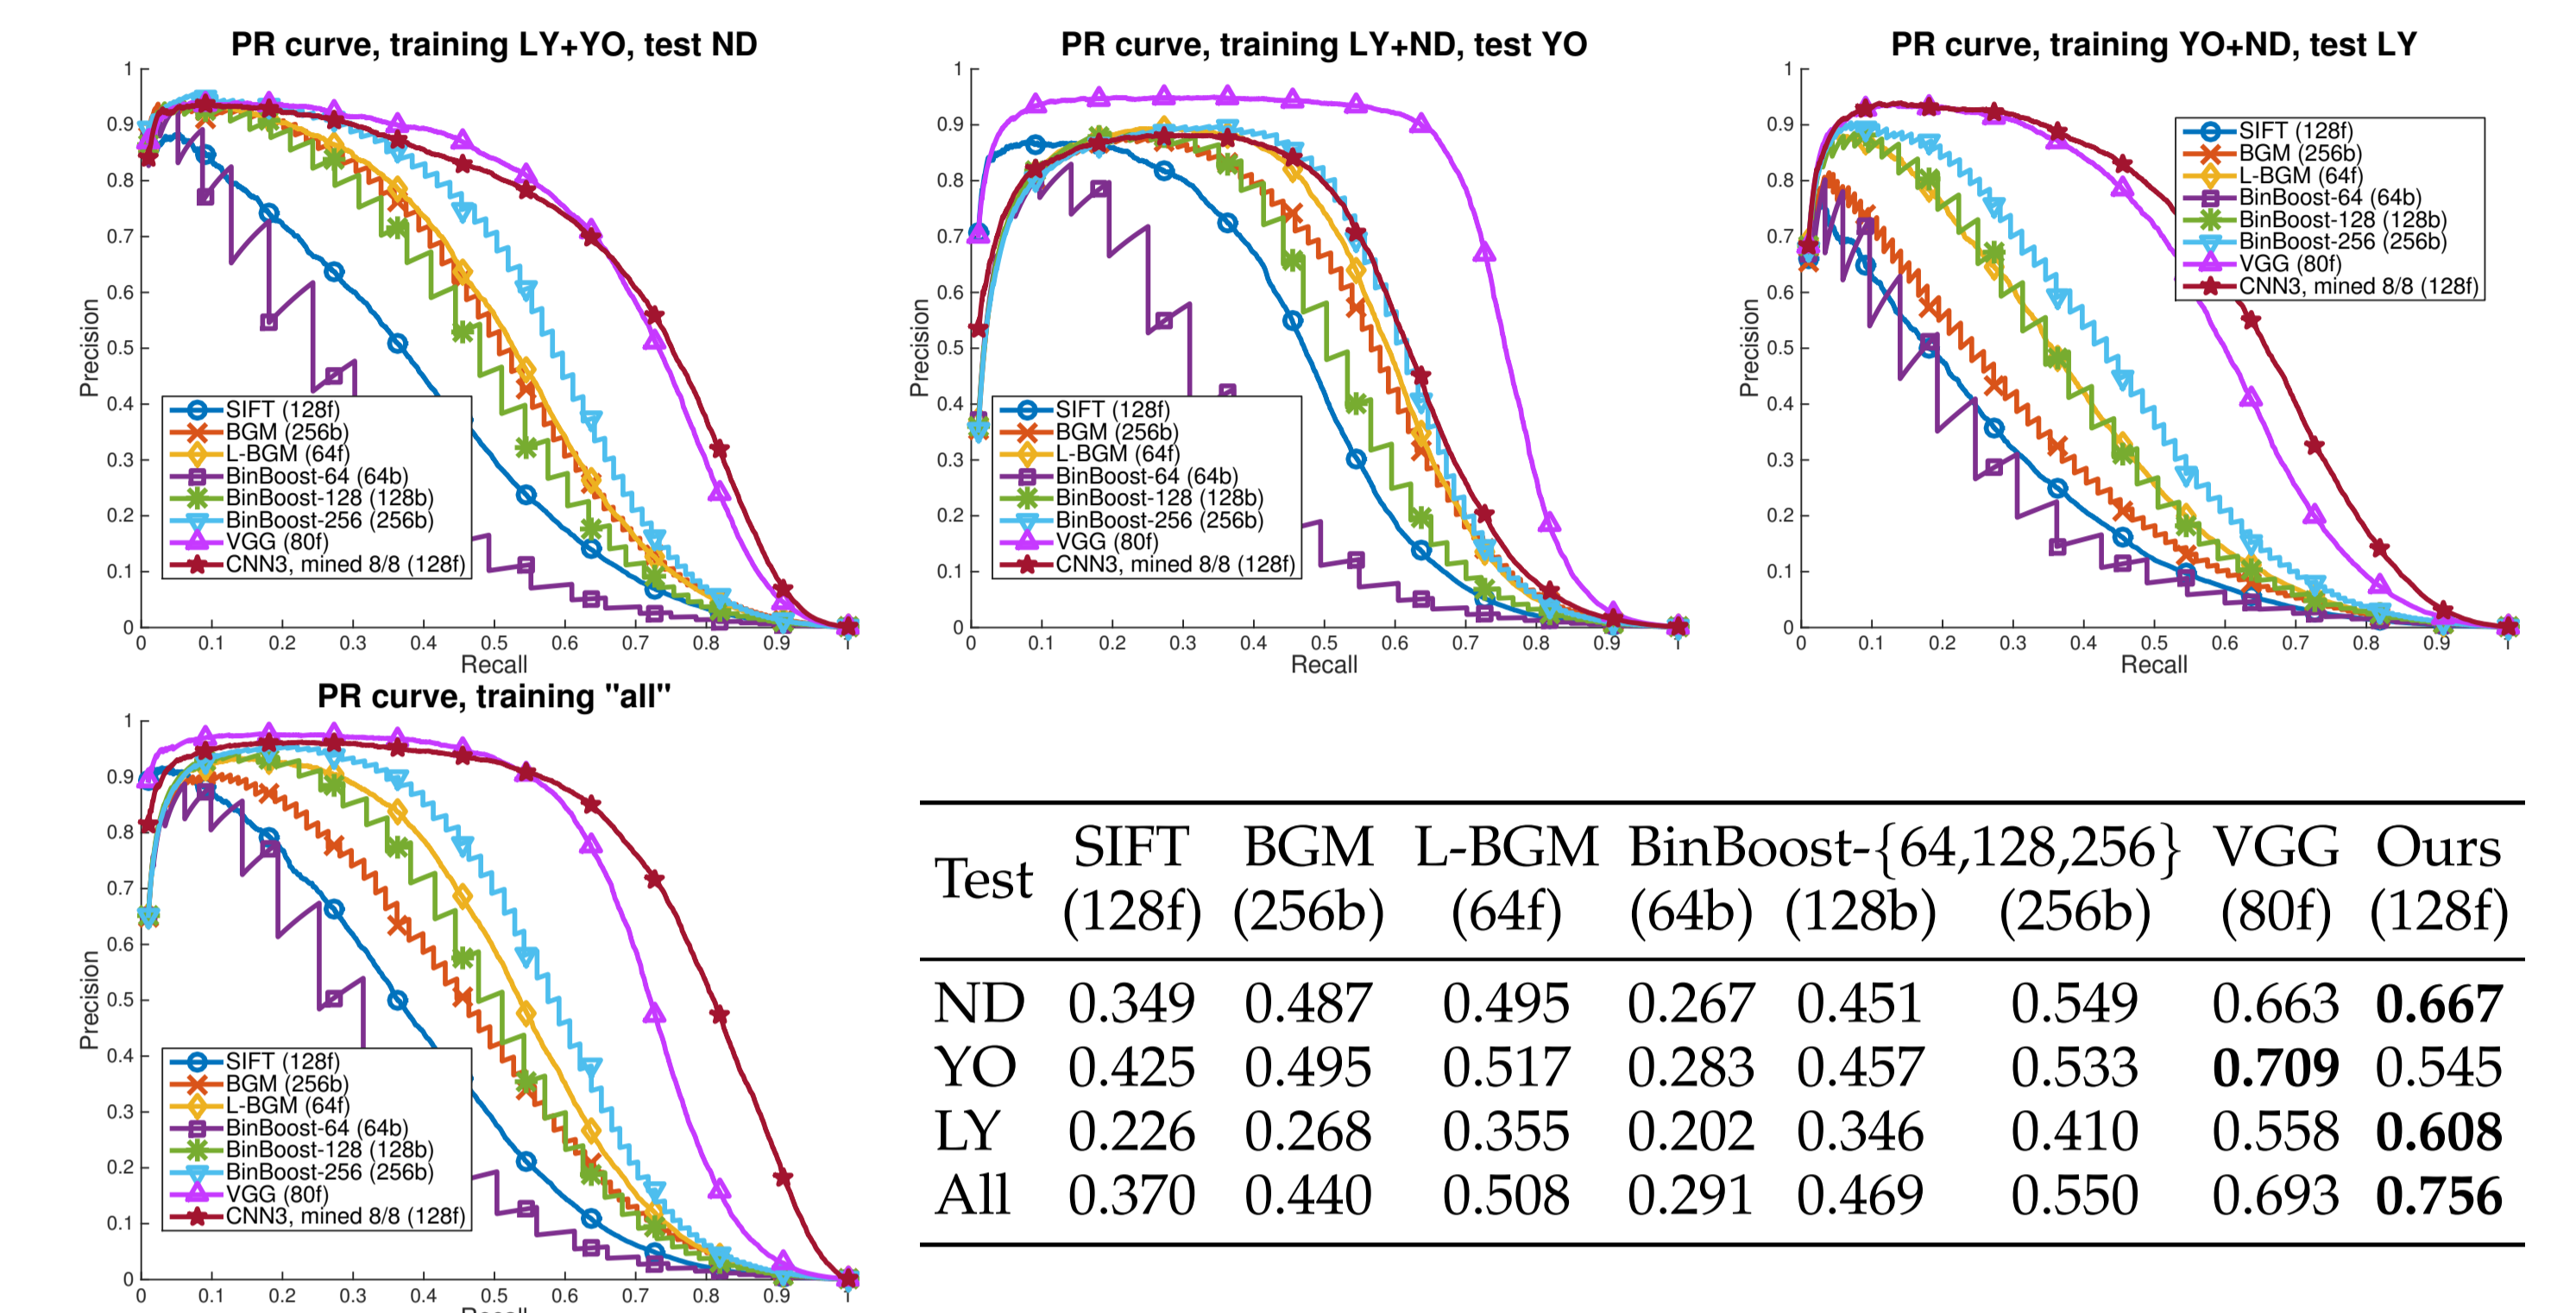 PR curve, training LY+YO, test ND
1
0.9
0.8
0.7
0.6
0.5
0.4
0.3
0.2
0.1
0
Precision
SIFT (128f)
BGM (256b)
L-BGM (64f)
BinBoost-64 (64b)
BinBoost-128 (128b)
BinBoost-256 (256b)
VGG (80f)
CNN3, mined 8/8 (128f)
0 0.1 0.2 0.3 0.4 0.5 0.6 0.7 0.8 0.9 1
Recall
PR curve, training LY+ND, test YO
1
0.9
0.8
0.7
0.6
0.5
0.4
0.3
0.2
0.1
0
Precision
SIFT (128f)
BGM (256b)
L-BGM (64f)
BinBoost-64 (64b)
BinBoost-128 (128b)
BinBoost-256 (256b)
VGG (80f)
CNN3, mined 8/8 (128f)
0 0.1 0.2 0.3 0.4 0.5 0.6 0.7 0.8 0.9 1
Recall
PR curve, training YO+ND, test LY
1
0.9
0.8
0.7
0.6
0.5
0.4
0.3
0.2
0.1
0
Precision
SIFT (128f)
BGM (256b)
L-BGM (64f)
BinBoost-64 (64b)
BinBoost-128 (128b)
BinBoost-256 (256b)
VGG (80f)
CNN3, mined 8/8 (128f)
0 0.1 0.2 0.3 0.4 0.5 0.6 0.7 0.8 0.9 1
Recall
PR curve, training "all"
1
0.9
0.8
0.7
0.6
0.5
0.4
0.3
0.2
0.1
0
Precision
SIFT (128f)
BGM (256b)
L-BGM (64f)
BinBoost-64 (64b)
BinBoost-128 (128b)
BinBoost-256 (256b)
VGG (80f)
CNN3, mined 8/8 (128f)
0 0.1 0.2 0.3 0.4 0.5 0.6 0.7 0.8 0.9 1
Recall
Test SIFT BGM L-BGM BinBoost-{64,128,256} VGG Ours
(128f) (256b) (64f) (64b) (128b) (256b) (80f) (128f)
ND 0.349 0.487 0.495 0.267 0.451 0.549 0.663 0.667
YO 0.425 0.495 0.517 0.283 0.457 0.533 0.709 0.545
LY 0.226 0.268 0.355 0.202 0.346 0.410 0.558 0.608
All 0.370 0.440 0.508 0.291 0.469 0.550 0.693 0.756